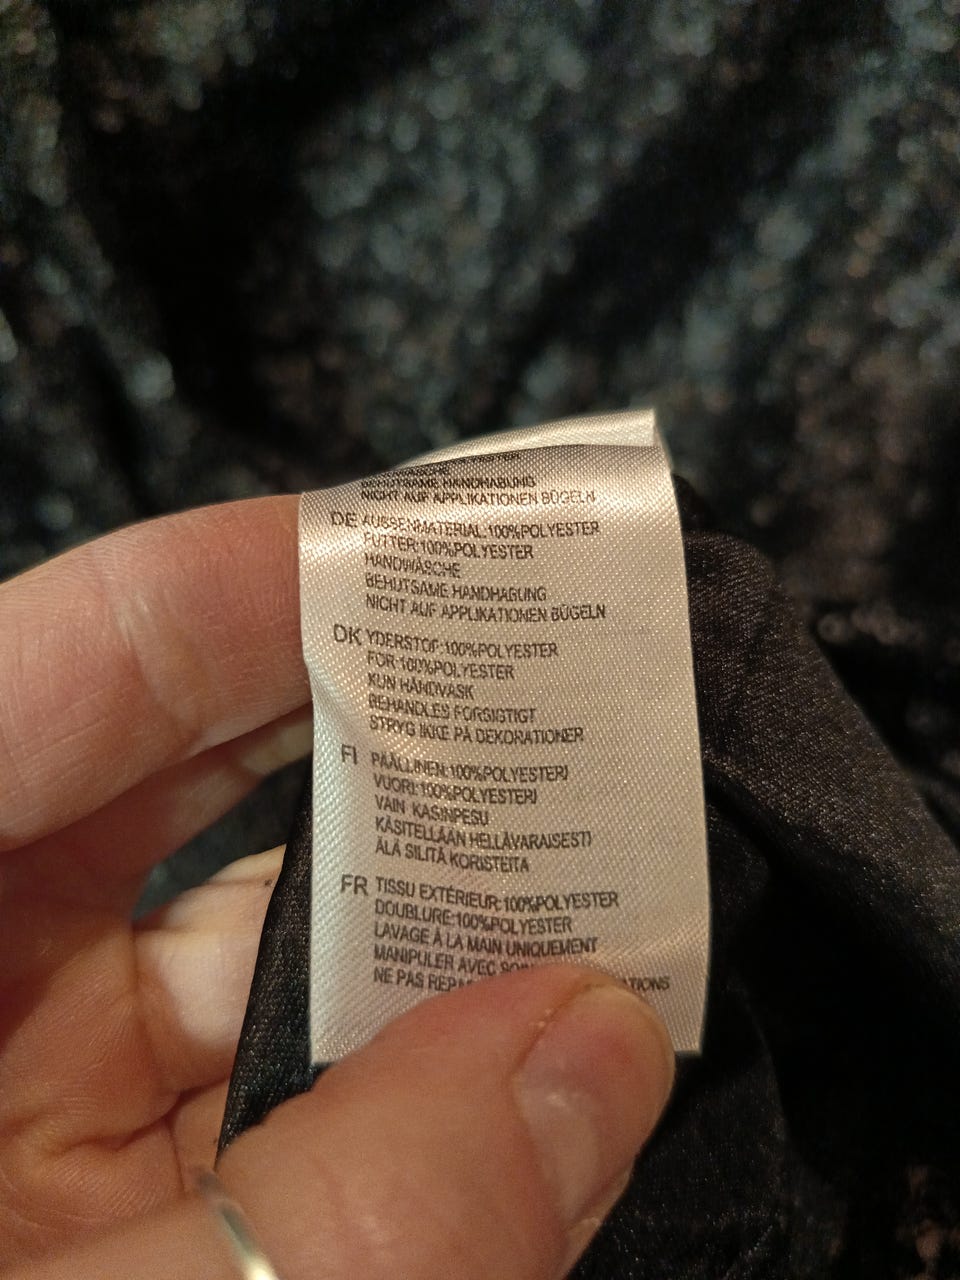 BEHUTSAME HANDHABUNG
NICHT AUF APPLIKATIONEN BÜGELN
DE AUSSENMATERIAL:100%POLYESTER
FUTTER:100%POLYESTER
HANDWÄSCHE
BEHUTSAME HANDHABUNG
NICHT AUF APPLIKATIONEN BÜGELN
DK YDERSTOF:100%POLYESTER
FOR:100%POLYESTER
KUN HÅNDVASK
BEHANDLES FORSIGTIGT
STRYG IKKE PÅ DEKORATIONER
FI PÄÄLLINEN:100%POLYESTERI
VUORI:100%POLYESTERI
VAIN KÄSINPESU
KÄSITELLÄÄN HELLÄVARAISESTI
ÄLÄ SILITÄ KORISTEITA
FR TISSU EXTÉRIEUR:100%POLYESTER
DOUBLURE:100%POLYESTER
LAVAGE À LA MAIN UNIQUEMENT
MANIPULER AVEC
NE PAS